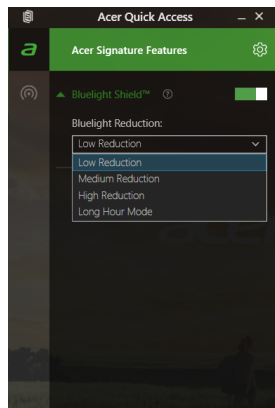 Acer Quick Access
Acer Signature Features
Bluelight Shield™
Bluelight Reduction:
Low Reduction
Low Reduction
Medium Reduction
High Reduction
Long Hour Mode
acer